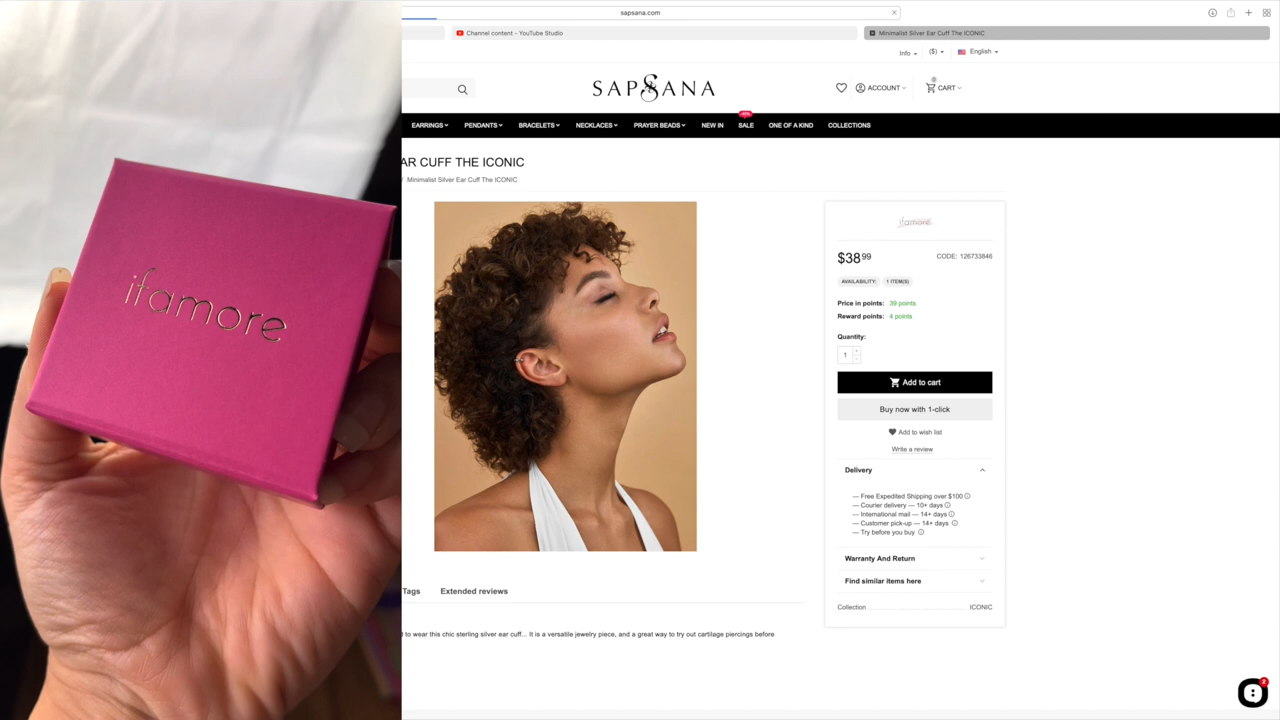 ifamore
sapsana.com
Channel content - YouTube Studio
Minimalist Silver Ear Cuff The ICONIC
Info
($)
English
SAPSANA
ACCOUNT
0
CART
EARRINGS
PENDANTS
BRACELETS
NECKLACES
PRAYER BEADS
NEW IN
SALE
ONE OF A KIND
COLLECTIONS
AR CUFF THE ICONIC
/ Minimalist Silver Ear Cuff The ICONIC
ifamore
$38 99
CODE: 126733846
AVAILABILITY: 1 ITEM(S)
Price in points: 39 points
Reward points: 4 points
Quantity:
1
Add to cart
Buy now with 1-click
Add to wish list
Write a review
Delivery
— Free Expedited Shipping over $100
— Courier delivery — 10+ days
— International mail — 14+ days
— Customer pick-up — 14+ days
— Try before you buy
Warranty And Return
Find similar items here
Collection ICONIC
Tags
Extended reviews
d to wear this chic sterling silver ear cuff... It is a versatile jewelry piece, and a great way to try out cartilage piercings before
2